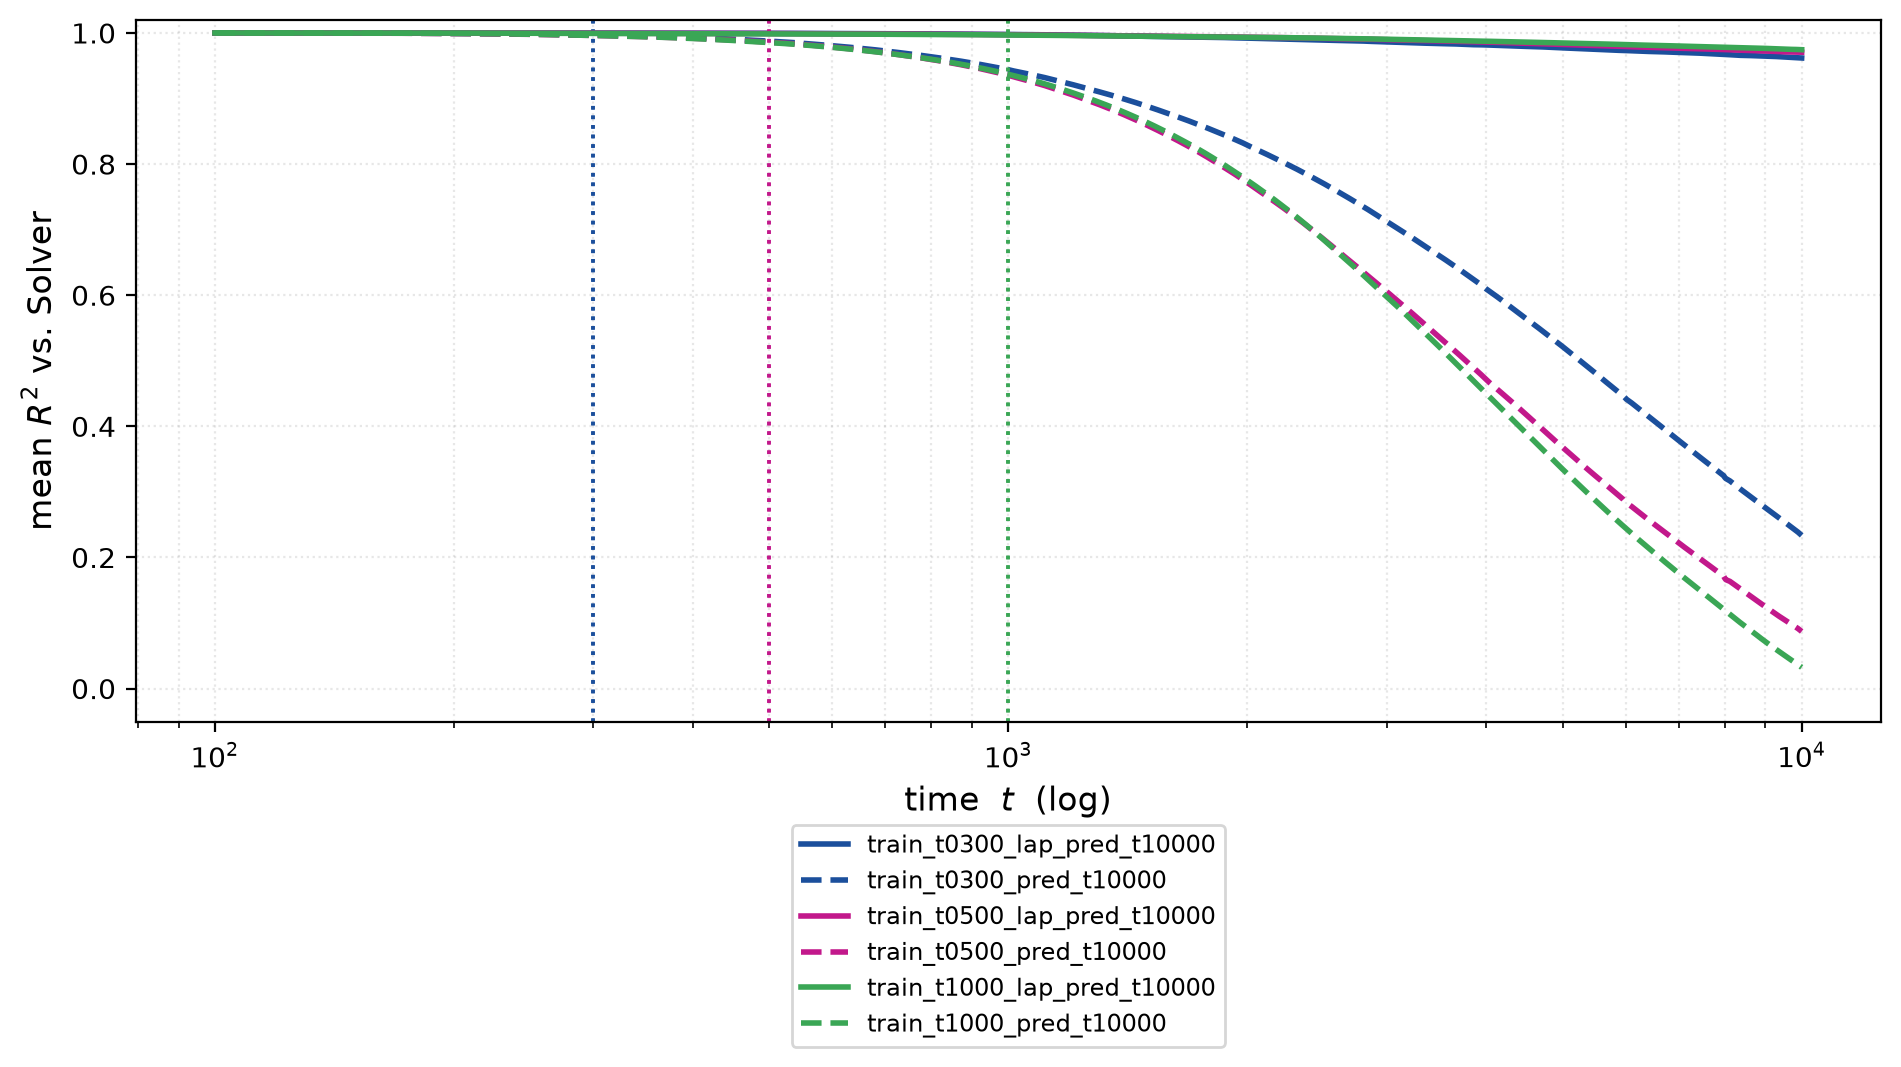 1.0
0.8
0.6
0.4
0.2
0.0
mean R² vs. Solver
10² 10³ 10⁴
time t (log)
train_t0300_lap_pred_t10000
train_t0300_pred_t10000
train_t0500_lap_pred_t10000
train_t0500_pred_t10000
train_t1000_lap_pred_t10000
train_t1000_pred_t10000